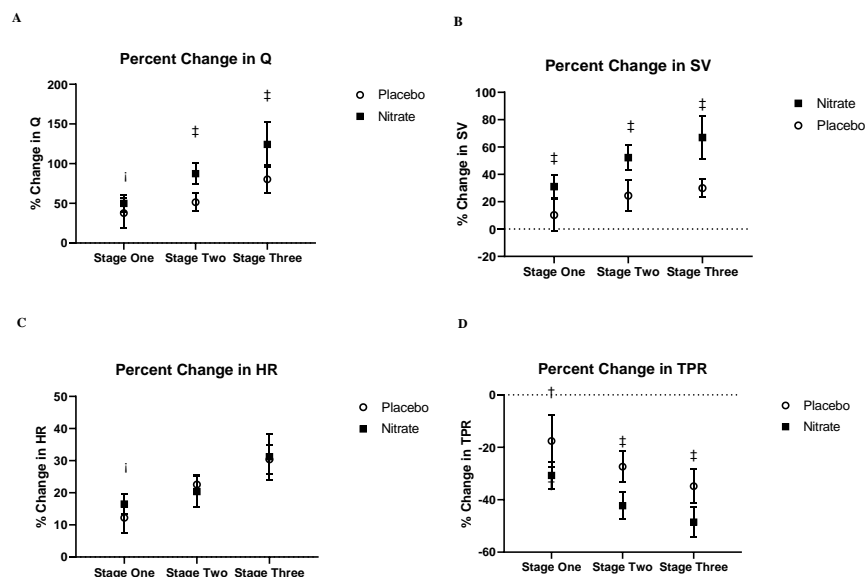 A
Percent Change in Q
200
150
100
50
0
% Change in Q
¡
‡
‡
Stage One Stage Two Stage Three
Placebo
Nitrate
B
Percent Change in SV
100
80
60
40
20
0
-20
% Change in SV
‡
‡
‡
Stage One Stage Two Stage Three
Nitrate
Placebo
C
Percent Change in HR
50
40
30
20
10
0
% Change in HR
¡
Stage One Stage Two Stage Three
Placebo
Nitrate
D
Percent Change in TPR
0
-20
-40
-60
% Change in TPR
†
‡
‡
Stage One Stage Two Stage Three
Placebo
Nitrate